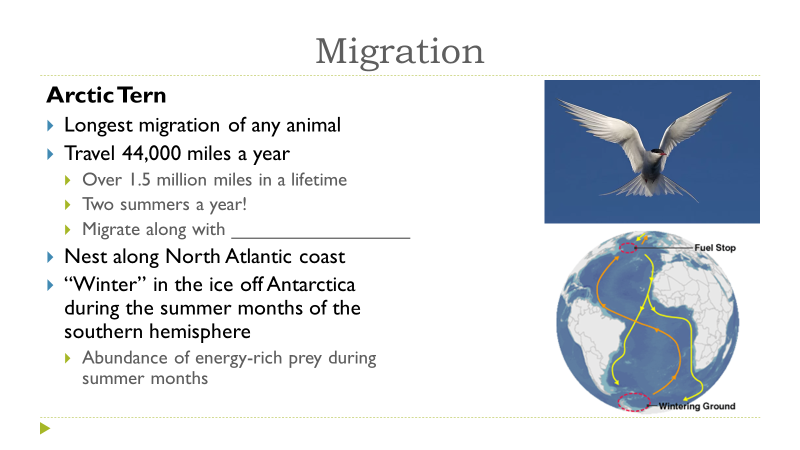 Migration
Arctic Tern
Longest migration of any animal
Travel 44,000 miles a year
Over 1.5 million miles in a lifetime
Two summers a year!
Migrate along with ___________________
Nest along North Atlantic coast
“Winter” in the ice off Antarctica
during the summer months of the
southern hemisphere
Abundance of energy-rich prey during
summer months
Fuel Stop
Wintering Ground